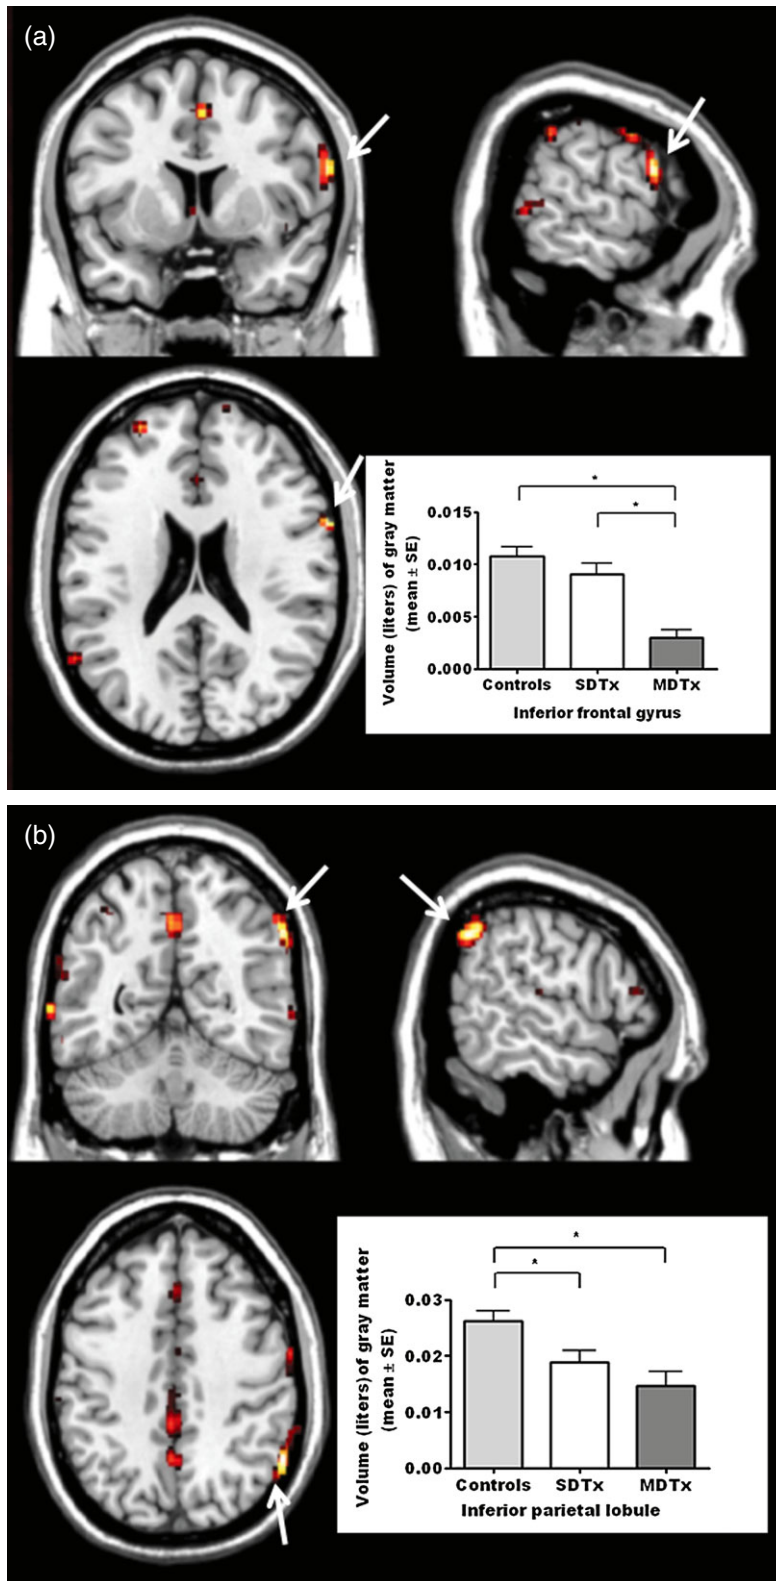 (a)
Volume (liters) of gray matter
(mean ± SE)
*
*
0.015
0.010
0.005
0.000
Controls SDTx MDTx
Inferior frontal gyrus
(b)
Volume (liters) of gray matter
(mean ± SE)
*
*
0.03
0.02
0.01
0.00
Controls SDTx MDTx
Inferior parietal lobule